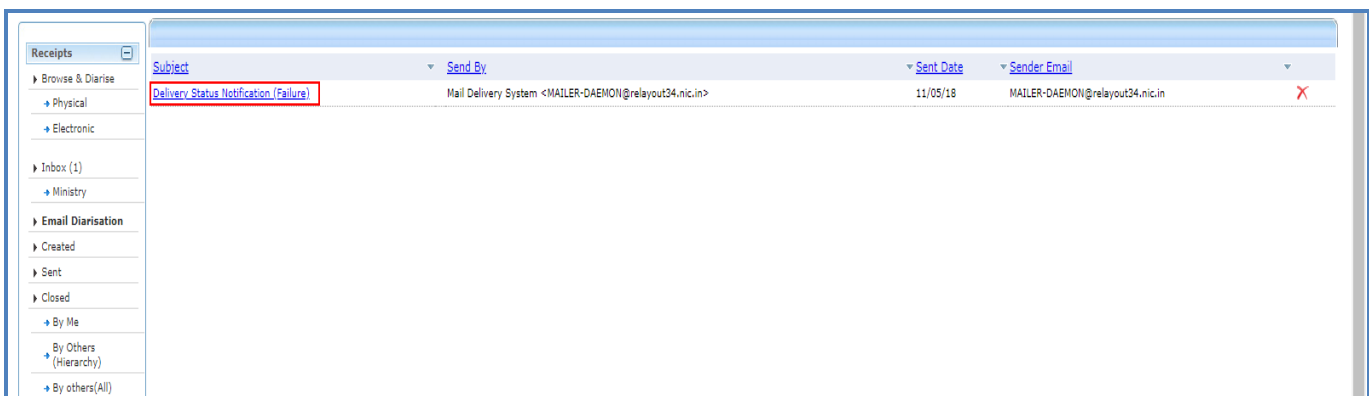 Receipts
Browse & Diarise
Physical
Electronic
Inbox (1)
Ministry
Email Diarisation
Created
Sent
Closed
By Me
By Others
(Hierarchy)
By others(All)
Subject Send By Sent Date Sender Email
Delivery Status Notification (Failure) Mail Delivery System <MAILER-DAEMON@relayout34.nic.in> 11/05/18 MAILER-DAEMON@relayout34.nic.in